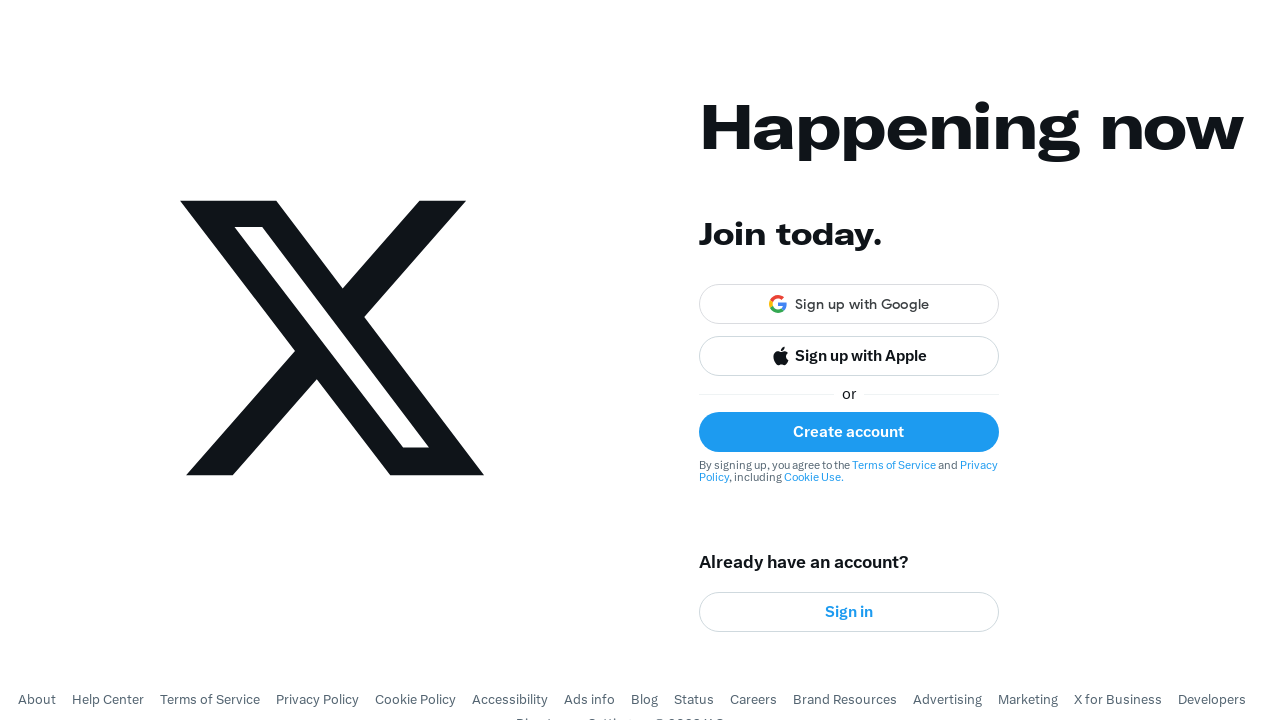 Happening now
Join today.
Sign up with Google
Sign up with Apple
or
Create account
By signing up, you agree to the Terms of Service and Privacy
Policy, including Cookie Use.
Already have an account?
Sign in
About Help Center Terms of Service Privacy Policy Cookie Policy Accessibility Ads info Blog Status Careers Brand Resources Advertising Marketing X for Business Developers